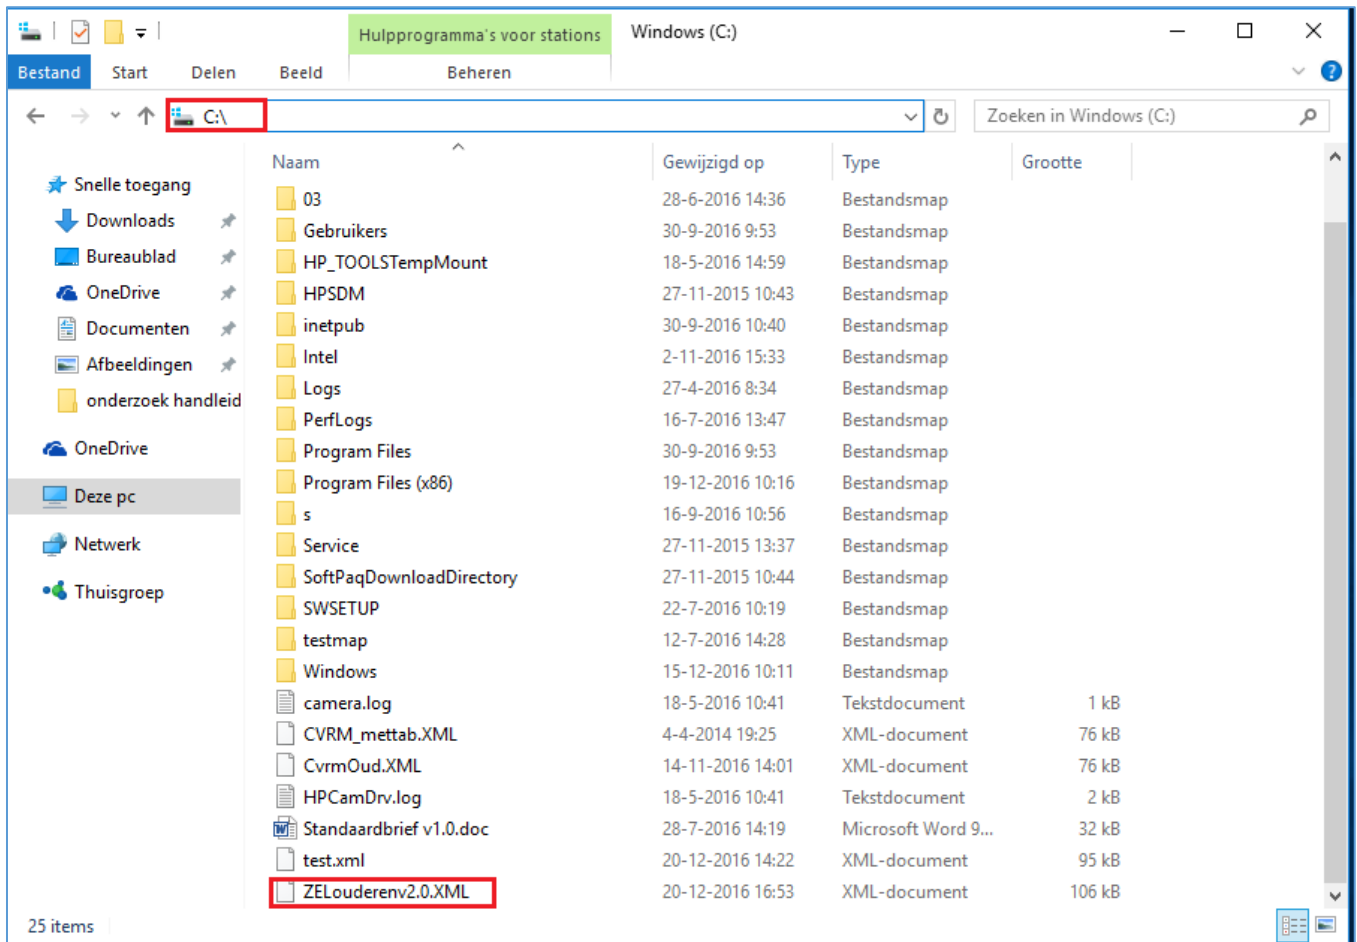 Hulpprogramma's voor stations Windows (C:)
Bestand Start Delen Beeld Beheren
C:\ Zoeken in Windows (C:)
Naam Gewijzigd op Type Grootte
Snelle toegang
Downloads
Bureaublad
OneDrive
Documenten
Afbeeldingen
onderzoek handleid
OneDrive
Deze pc
Netwerk
Thuisgroep
03 28-6-2016 14:36 Bestandsmap
Gebruikers 30-9-2016 9:53 Bestandsmap
HP_TOOLSTempMount 18-5-2016 14:59 Bestandsmap
HPSDM 27-11-2015 10:43 Bestandsmap
inetpub 30-9-2016 10:40 Bestandsmap
Intel 2-11-2016 15:33 Bestandsmap
Logs 27-4-2016 8:34 Bestandsmap
PerfLogs 16-7-2016 13:47 Bestandsmap
Program Files 30-9-2016 9:53 Bestandsmap
Program Files (x86) 19-12-2016 10:16 Bestandsmap
s 16-9-2016 10:56 Bestandsmap
Service 27-11-2015 13:37 Bestandsmap
SoftPaqDownloadDirectory 27-11-2015 10:44 Bestandsmap
SWSETUP 22-7-2016 10:19 Bestandsmap
testmap 12-7-2016 14:28 Bestandsmap
Windows 15-12-2016 10:11 Bestandsmap
camera.log 18-5-2016 10:41 Tekstdocument 1 kB
CVRM_mettab.XML 4-4-2014 19:25 XML-document 76 kB
CvrmOud.XML 14-11-2016 14:01 XML-document 76 kB
HPCamDrv.log 18-5-2016 10:41 Tekstdocument 2 kB
Standaardbrief v1.0.doc 28-7-2016 14:19 Microsoft Word 9... 32 kB
test.xml 20-12-2016 14:22 XML-document 95 kB
ZELouderenv2.0.XML 20-12-2016 16:53 XML-document 106 kB
25 items